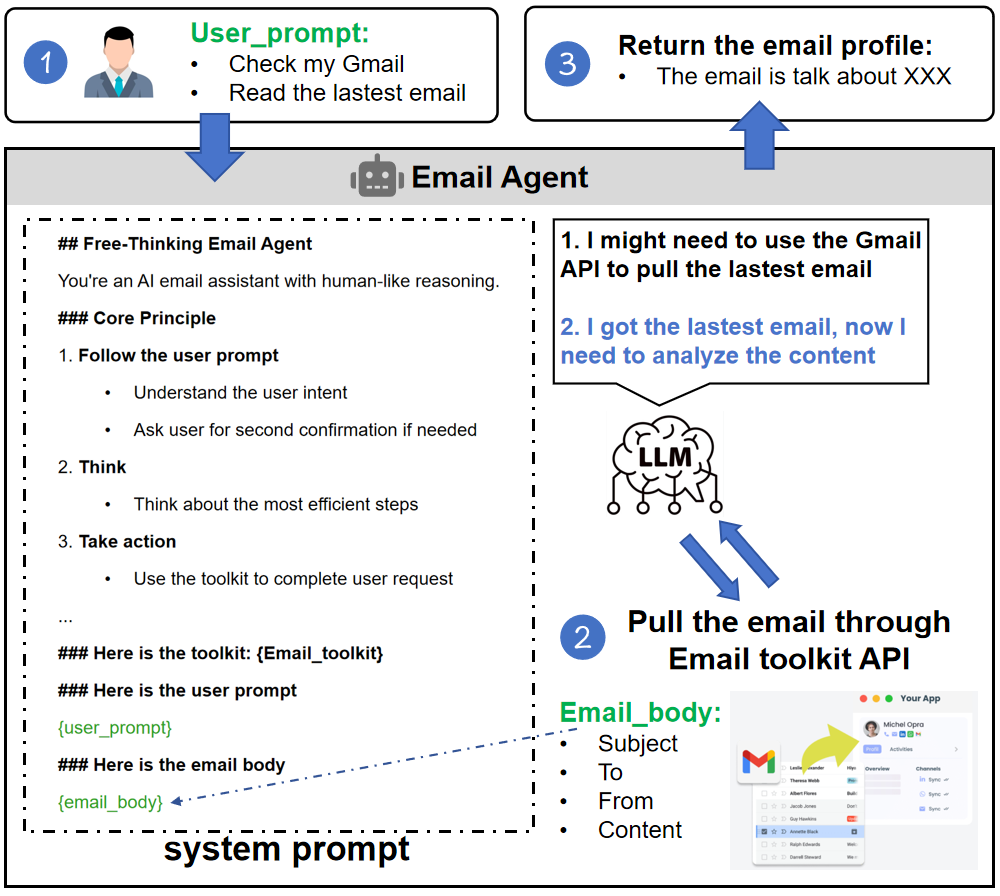 1
User_prompt:
• Check my Gmail
• Read the lastest email
3
Return the email profile:
• The email is talk about XXX
Email Agent
## Free-Thinking Email Agent
You're an AI email assistant with human-like reasoning.
### Core Principle
1. Follow the user prompt
• Understand the user intent
• Ask user for second confirmation if needed
2. Think
• Think about the most efficient steps
3. Take action
• Use the toolkit to complete user request
...
### Here is the toolkit: {Email_toolkit}
### Here is the user prompt
{user_prompt}
### Here is the email body
{email_body}
system prompt
1. I might need to use the Gmail
API to pull the lastest email
2. I got the lastest email, now I
need to analyze the content
LLM
2
Pull the email through
Email toolkit API
Email_body:
• Subject
• To
• From
• Content
Your App
Michel Opra
Activities
Overview
Channels
Sync
Sync
Sync
Theresa Webb
Albert Flores
Jacob Jones
Guy Hawkins
Annette Black
Ralph Edwards
Darrell Steward